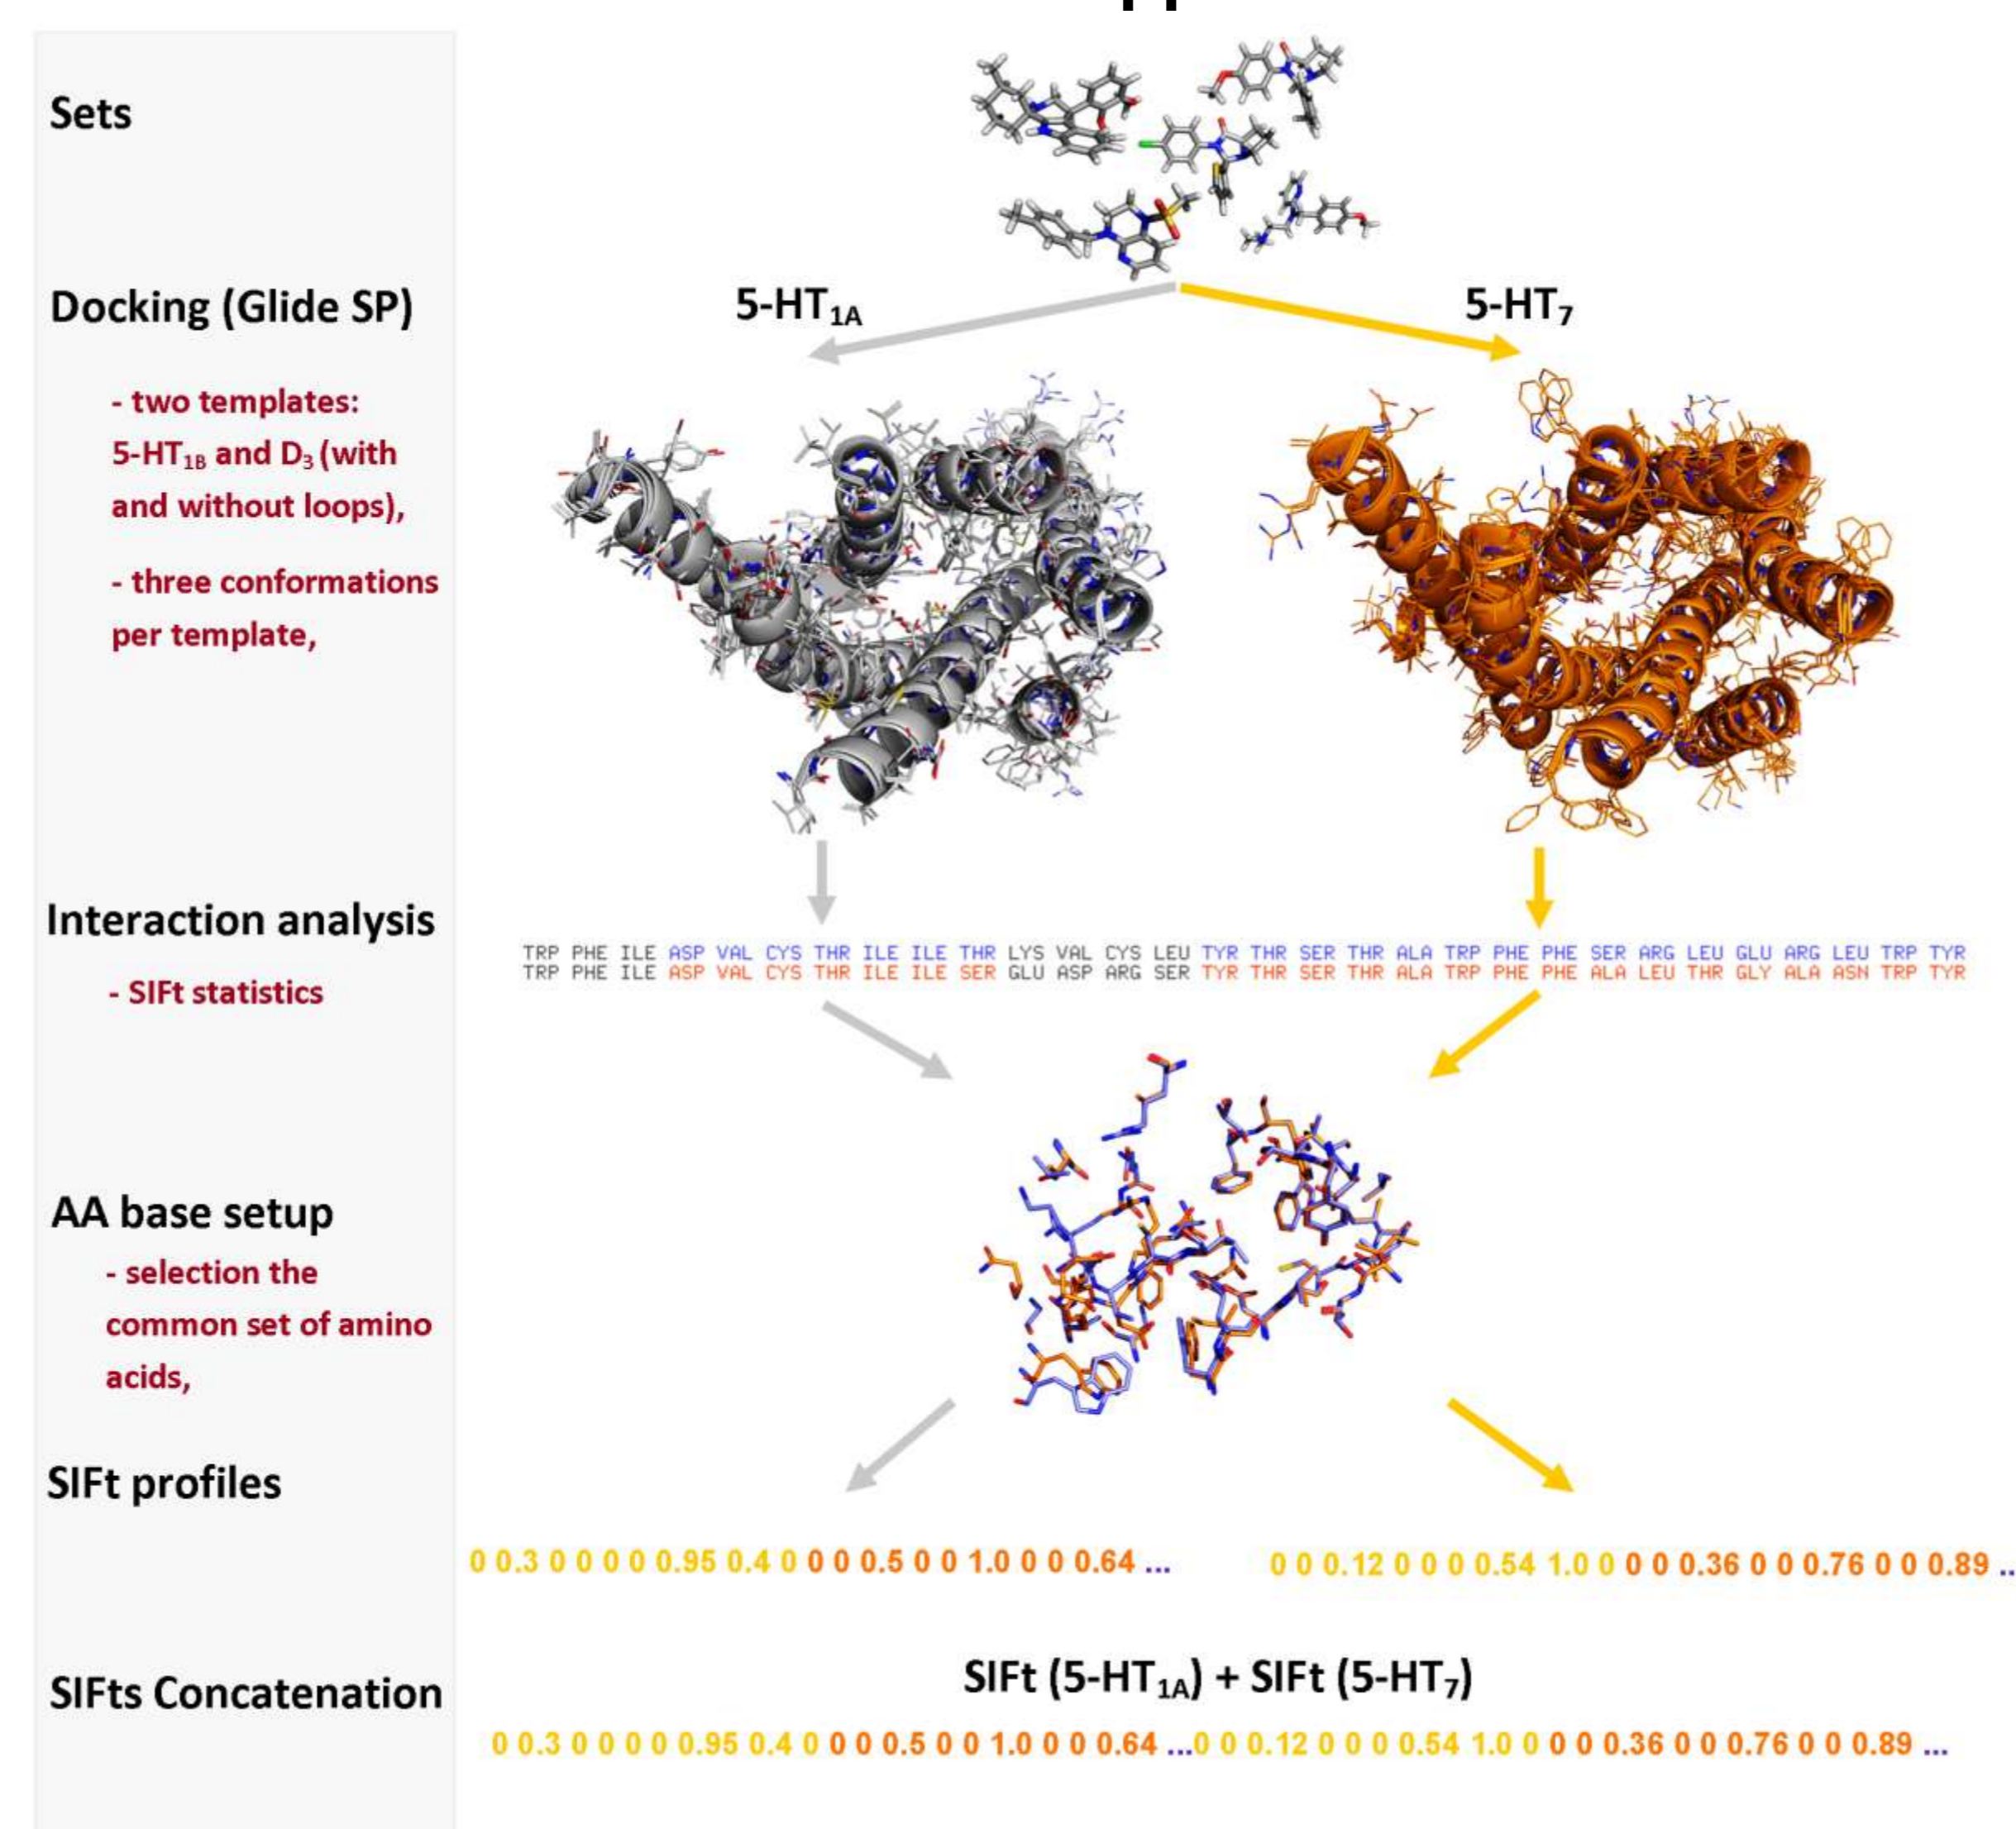 Sets
Docking (Glide SP)
5-HT1A
5-HT7
- two templates:
5-HT1B and D3 (with
and without loops),
- three conformations
per template,
Interaction analysis
- SIFt statistics
TRP PHE ILE ASP VAL CYS THR ILE ILE THR LYS VAL CYS LEU TYR THR SER THR ALA TRP PHE PHE SER ARG LEU GLU ARG LEU TRP TYR
TRP PHE ILE ASP VAL CYS THR ILE ILE SER GLU ASP ARG SER TYR THR SER THR ALA TRP PHE PHE ALA LEU THR GLY ALA ASN TRP TYR
AA base setup
- selection the
common set of amino
acids,
SIFt profiles
0 0.3 0 0 0 0 0.95 0.4 0 0 0 0.5 0 0 1.0 0 0 0.64 ...
0 0 0.12 0 0 0 0.54 1.0 0 0 0 0.36 0 0 0.76 0 0 0.89 ..
SIFts Concatenation
SIFt (5-HT1A) + SIFt (5-HT7)
0 0.3 0 0 0 0 0.95 0.4 0 0 0 0.5 0 0 1.0 0 0 0.64 ...0 0 0.12 0 0 0 0.54 1.0 0 0 0 0.36 0 0 0.76 0 0 0.89 ...